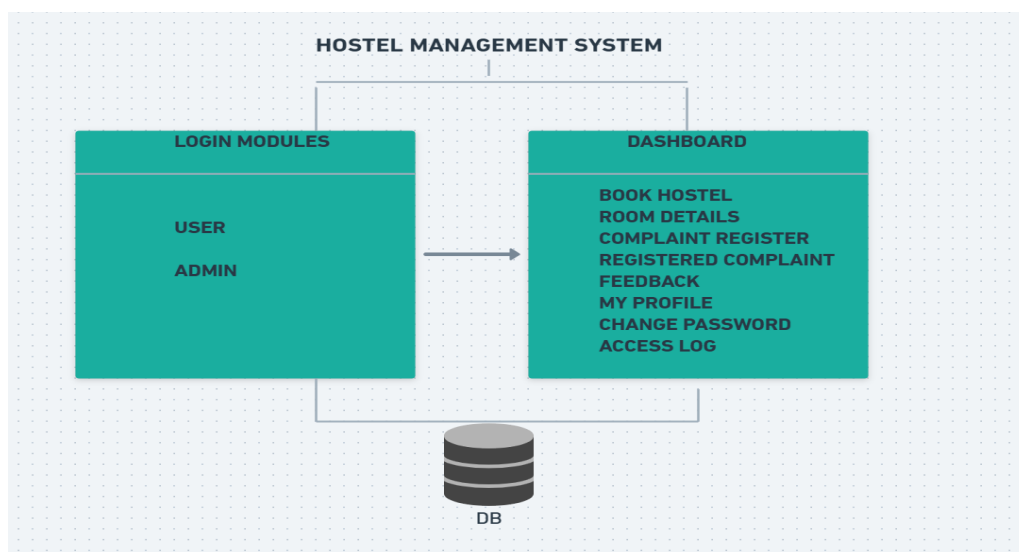 HOSTEL MANAGEMENT SYSTEM
LOGIN MODULES
USER
ADMIN
DASHBOARD
BOOK HOSTEL
ROOM DETAILS
COMPLAINT REGISTER
REGISTERED COMPLAINT
FEEDBACK
MY PROFILE
CHANGE PASSWORD
ACCESS LOG
DB